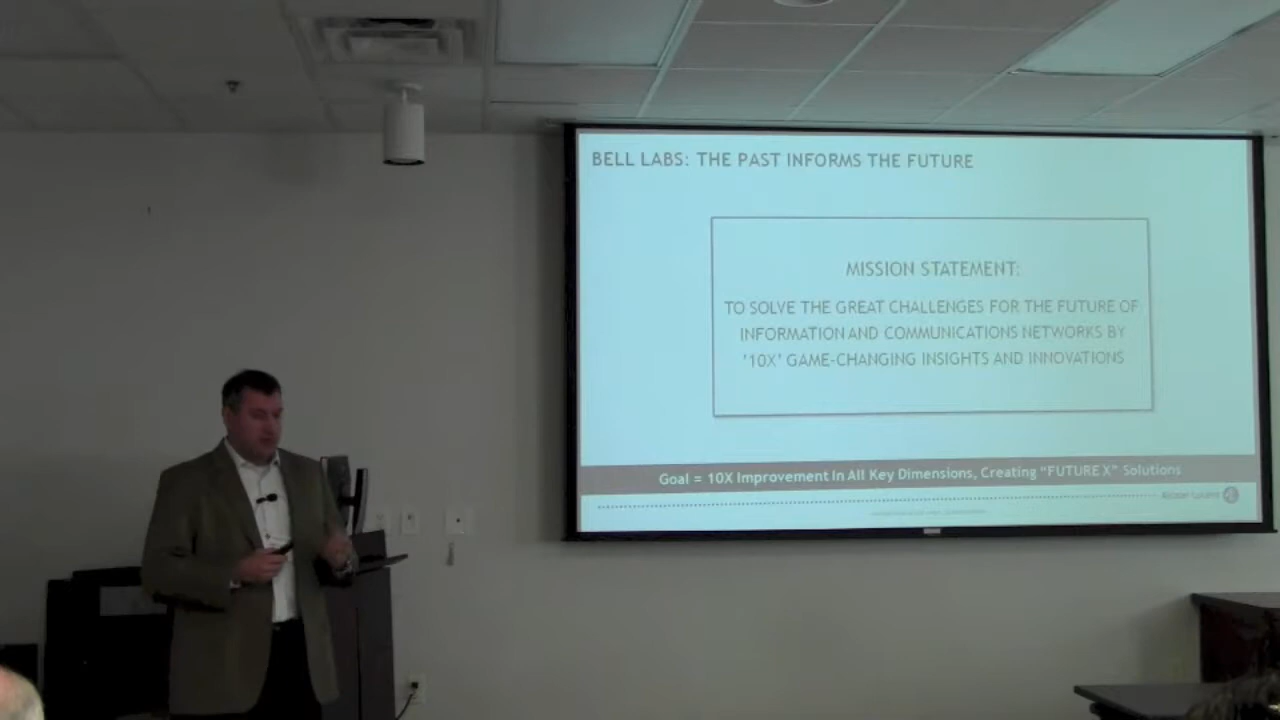 BELL LABS: THE PAST INFORMS THE FUTURE
MISSION STATEMENT:
TO SOLVE THE GREAT CHALLENGES FOR THE FUTURE OF
INFORMATION AND COMMUNICATIONS NETWORKS BY
'10X' GAME-CHANGING INSIGHTS AND INNOVATIONS
Goal = 10X Improvement In All Key Dimensions, Creating "FUTURE X" Solutions